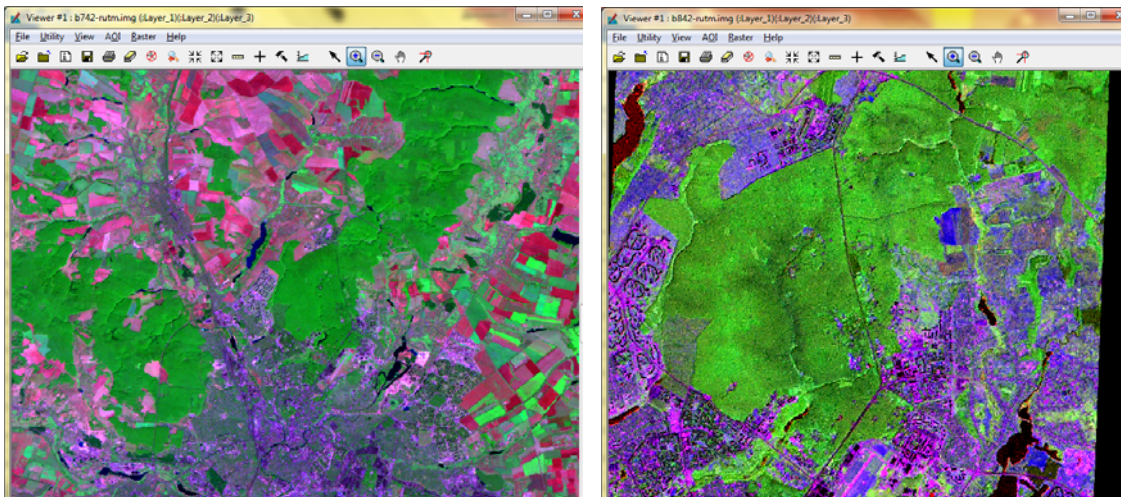 Viewer #1 : b742-rutm.img (:Layer_1)(:Layer_2)(:Layer_3)
File Utility View AOI Raster Help
Viewer #1 : b842-rutm.img (:Layer_1)(:Layer_2)(:Layer_3)
File Utility View AOI Raster Help